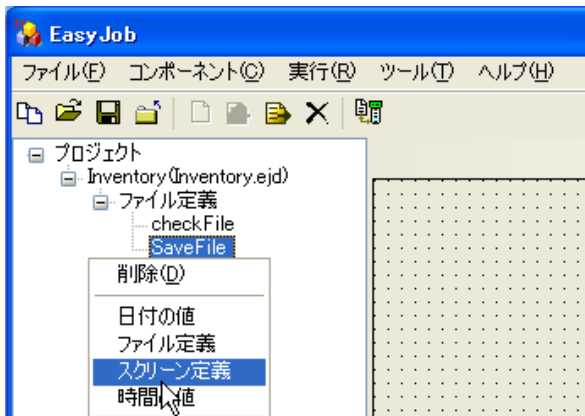 EasyJob
ファイル(F) コンポーネント(C) 実行(R) ツール(T) ヘルプ(H)
プロジェクト
Inventory(Inventory.ejd)
ファイル定義
checkFile
SaveFile
削除(D)
日付の値
ファイル定義
スクリーン定義
時間の値